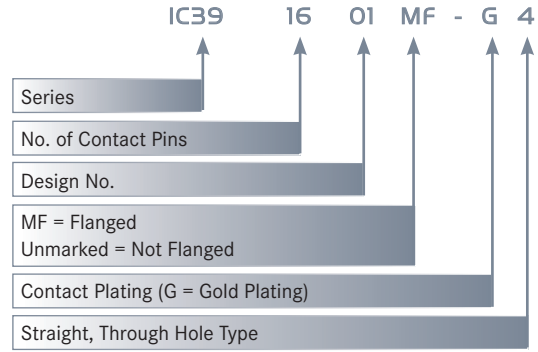 IC39 16 01 MF - G 4
Series
No. of Contact Pins
Design No.
MF = Flanged
Unmarked = Not Flanged
Contact Plating (G = Gold Plating)
Straight, Through Hole Type